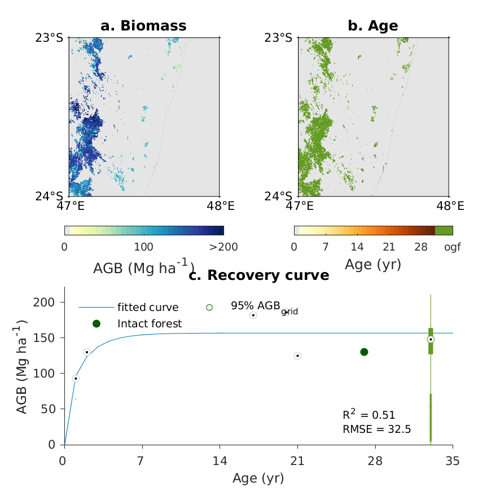 a. Biomass
b. Age
23°S
24°S
47°E
48°E
0
100
>200
AGB (Mg ha⁻¹)
23°S
24°S
47°E
48°E
0
7
14
21
28
ogf
Age (yr)
c. Recovery curve
AGB (Mg ha⁻¹)
200
150
100
50
0
fitted curve
95% AGB_grid
Intact forest
R² = 0.51
RMSE = 32.5
0
7
14
21
28
35
Age (yr)